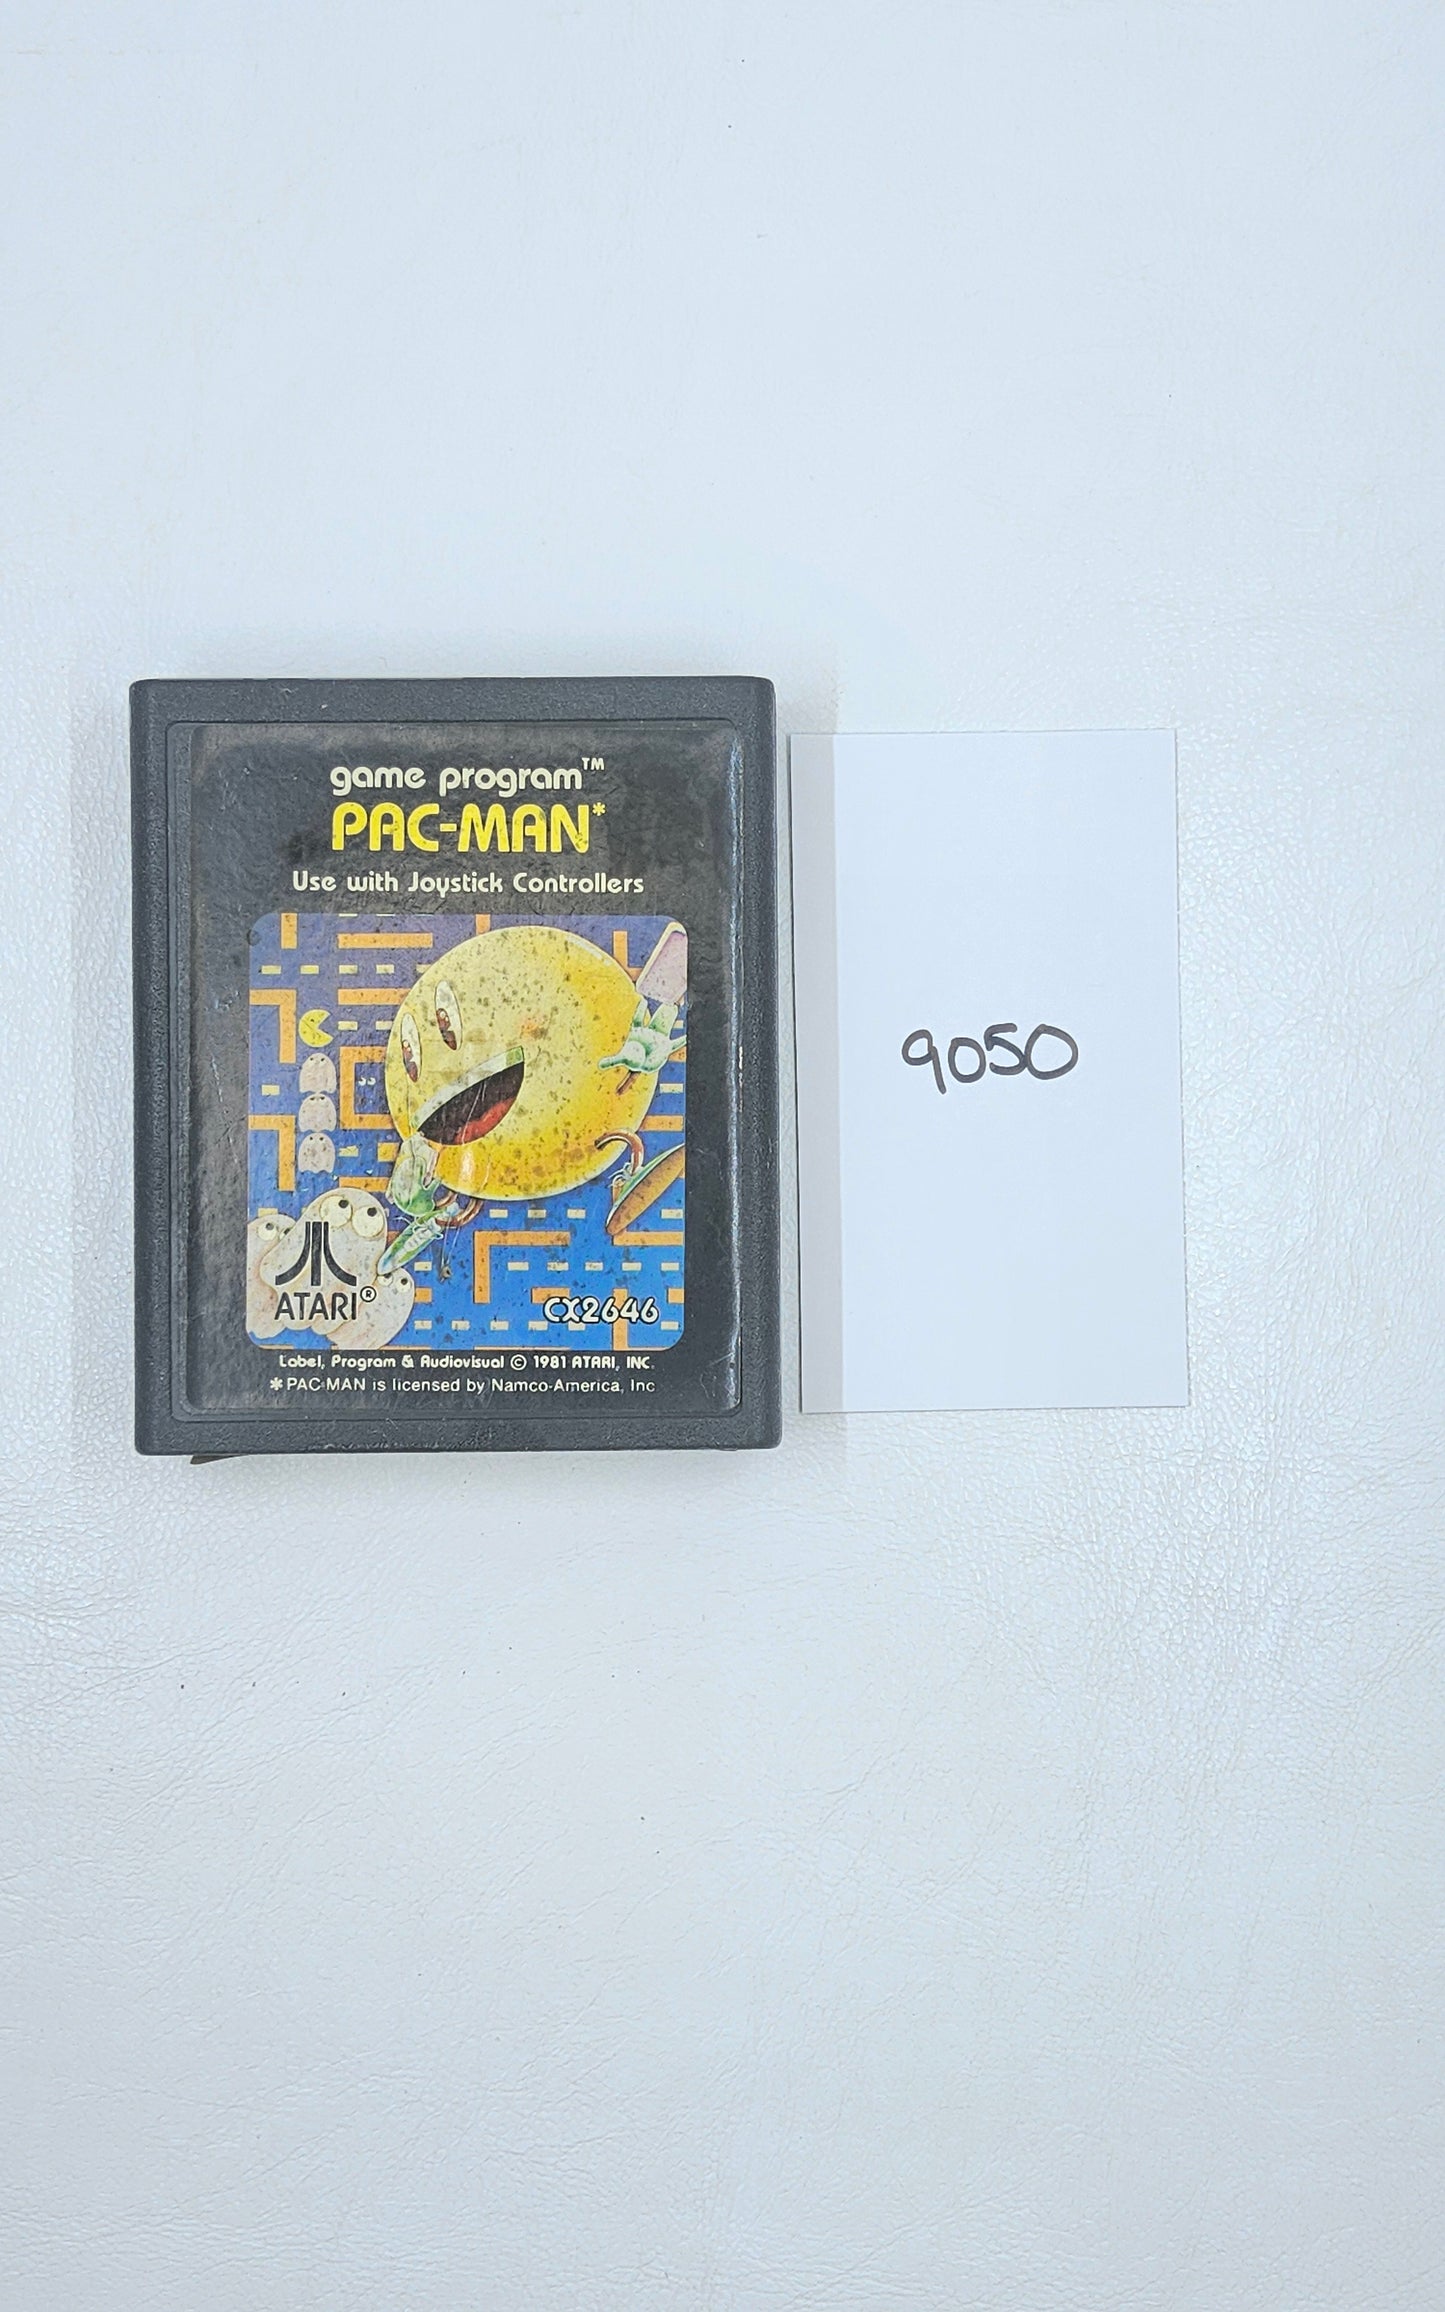 game program™
PAC-MAN*
Use with Joystick Controllers
ATARI®
CX2646
Label, Program & Audiovisual © 1981 ATARI, INC.
*PAC-MAN is licensed by Namco-America, Inc
9050